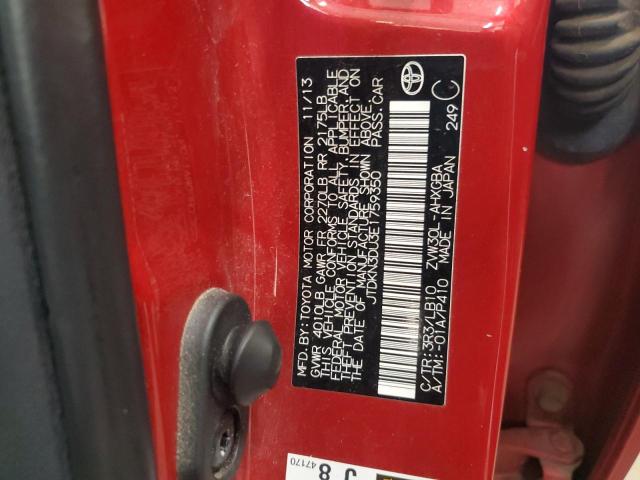 MFD.BY:TOYOTA MOTOR CORPORATION 11/13
GVWR 4010LB GAWR FR 2270LB RR 2175LB
THIS VEHICLE CONFORMS TO ALL APPLICABLE
FEDERAL MOTOR VEHICLE SAFETY, BUMPER, AND
THEFT PREVENTION STANDARDS IN EFFECT ON
THE DATE OF MANUFACTURE SHOWN ABOVE.
JTDKN3DU3E1759350 PASS.CAR
C/TR:3R3/LB10 ZVW30L-AHXGBA
A/TM:-01A/P410 MADE IN JAPAN 249 C
47170
J
8